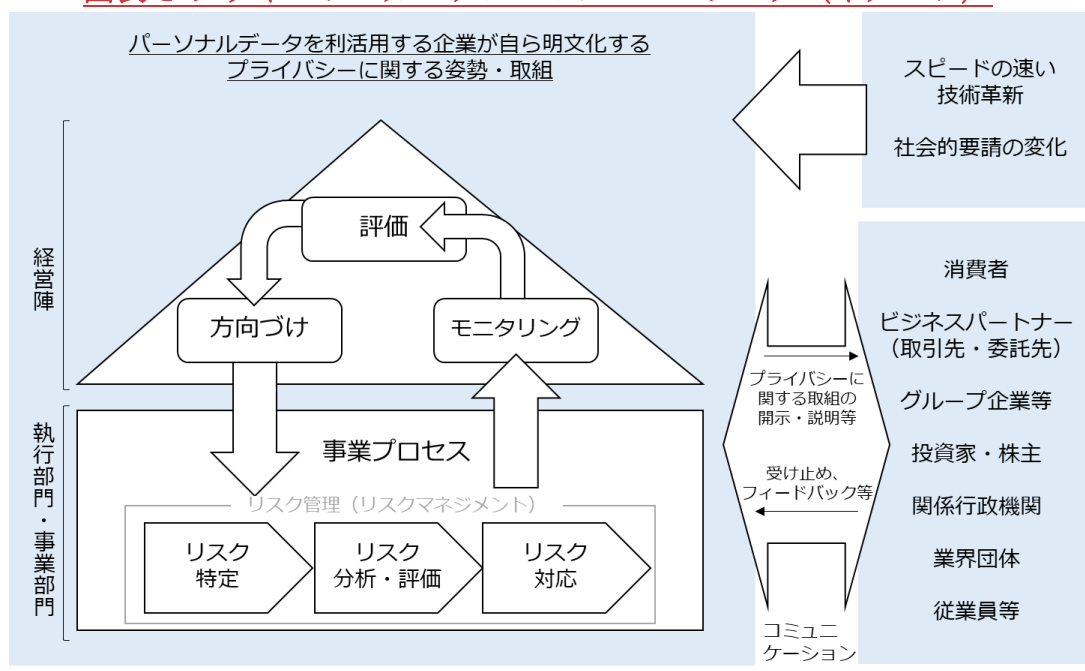 パーソナルデータを利活用する企業が自ら明文化する
プライバシーに関する姿勢・取組
スピードの速い
技術革新
社会的要請の変化
経営陣
評価
方向づけ
モニタリング
執行部門・事業部門
事業プロセス
リスク管理（リスクマネジメント）
リスク
特定
リスク
分析・評価
リスク
対応
プライバシーに
関する取組の
開示・説明等
受け止め、
フィードバック等
コミュニ
ケーション
消費者
ビジネスパートナー
（取引先・委託先）
グループ企業等
投資家・株主
関係行政機関
業界団体
従業員等